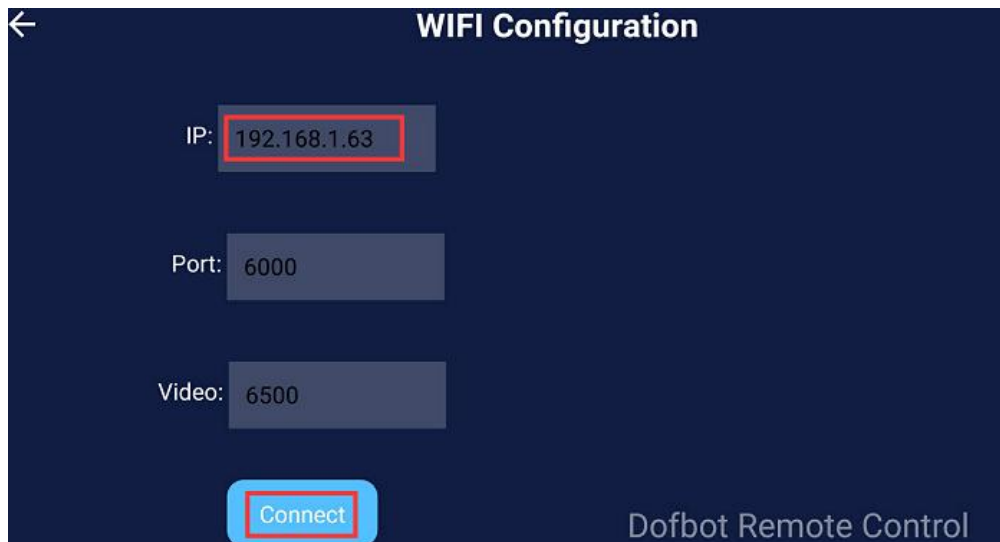 WIFI Configuration
IP: 192.168.1.63
Port: 6000
Video: 6500
Connect
Dofbot Remote Control